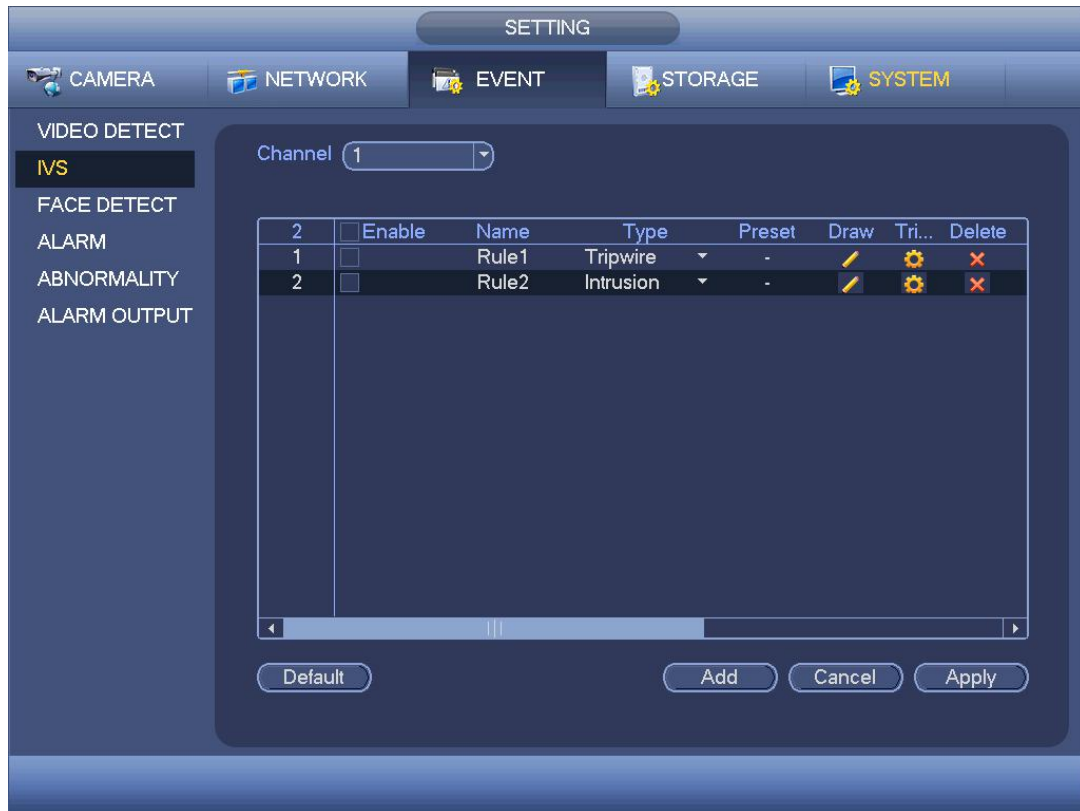 SETTING
CAMERA NETWORK EVENT STORAGE SYSTEM
VIDEO DETECT
IVS
FACE DETECT
ALARM
ABNORMALITY
ALARM OUTPUT
Channel 1
2 Enable Name Type Preset Draw Tri... Delete
1 Rule1 Tripwire -
2 Rule2 Intrusion -
Default Add Cancel Apply